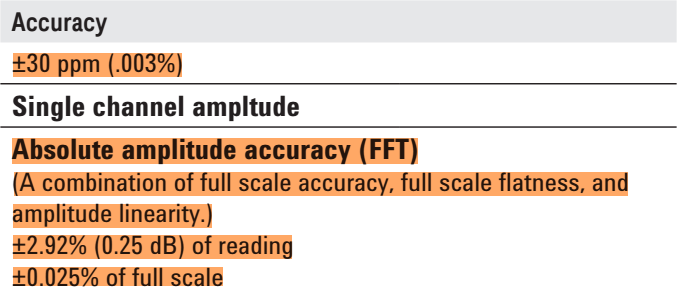 Accuracy
±30 ppm (.003%)
Single channel ampltude
Absolute amplitude accuracy (FFT)
(A combination of full scale accuracy, full scale flatness, and
amplitude linearity.)
±2.92% (0.25 dB) of reading
±0.025% of full scale